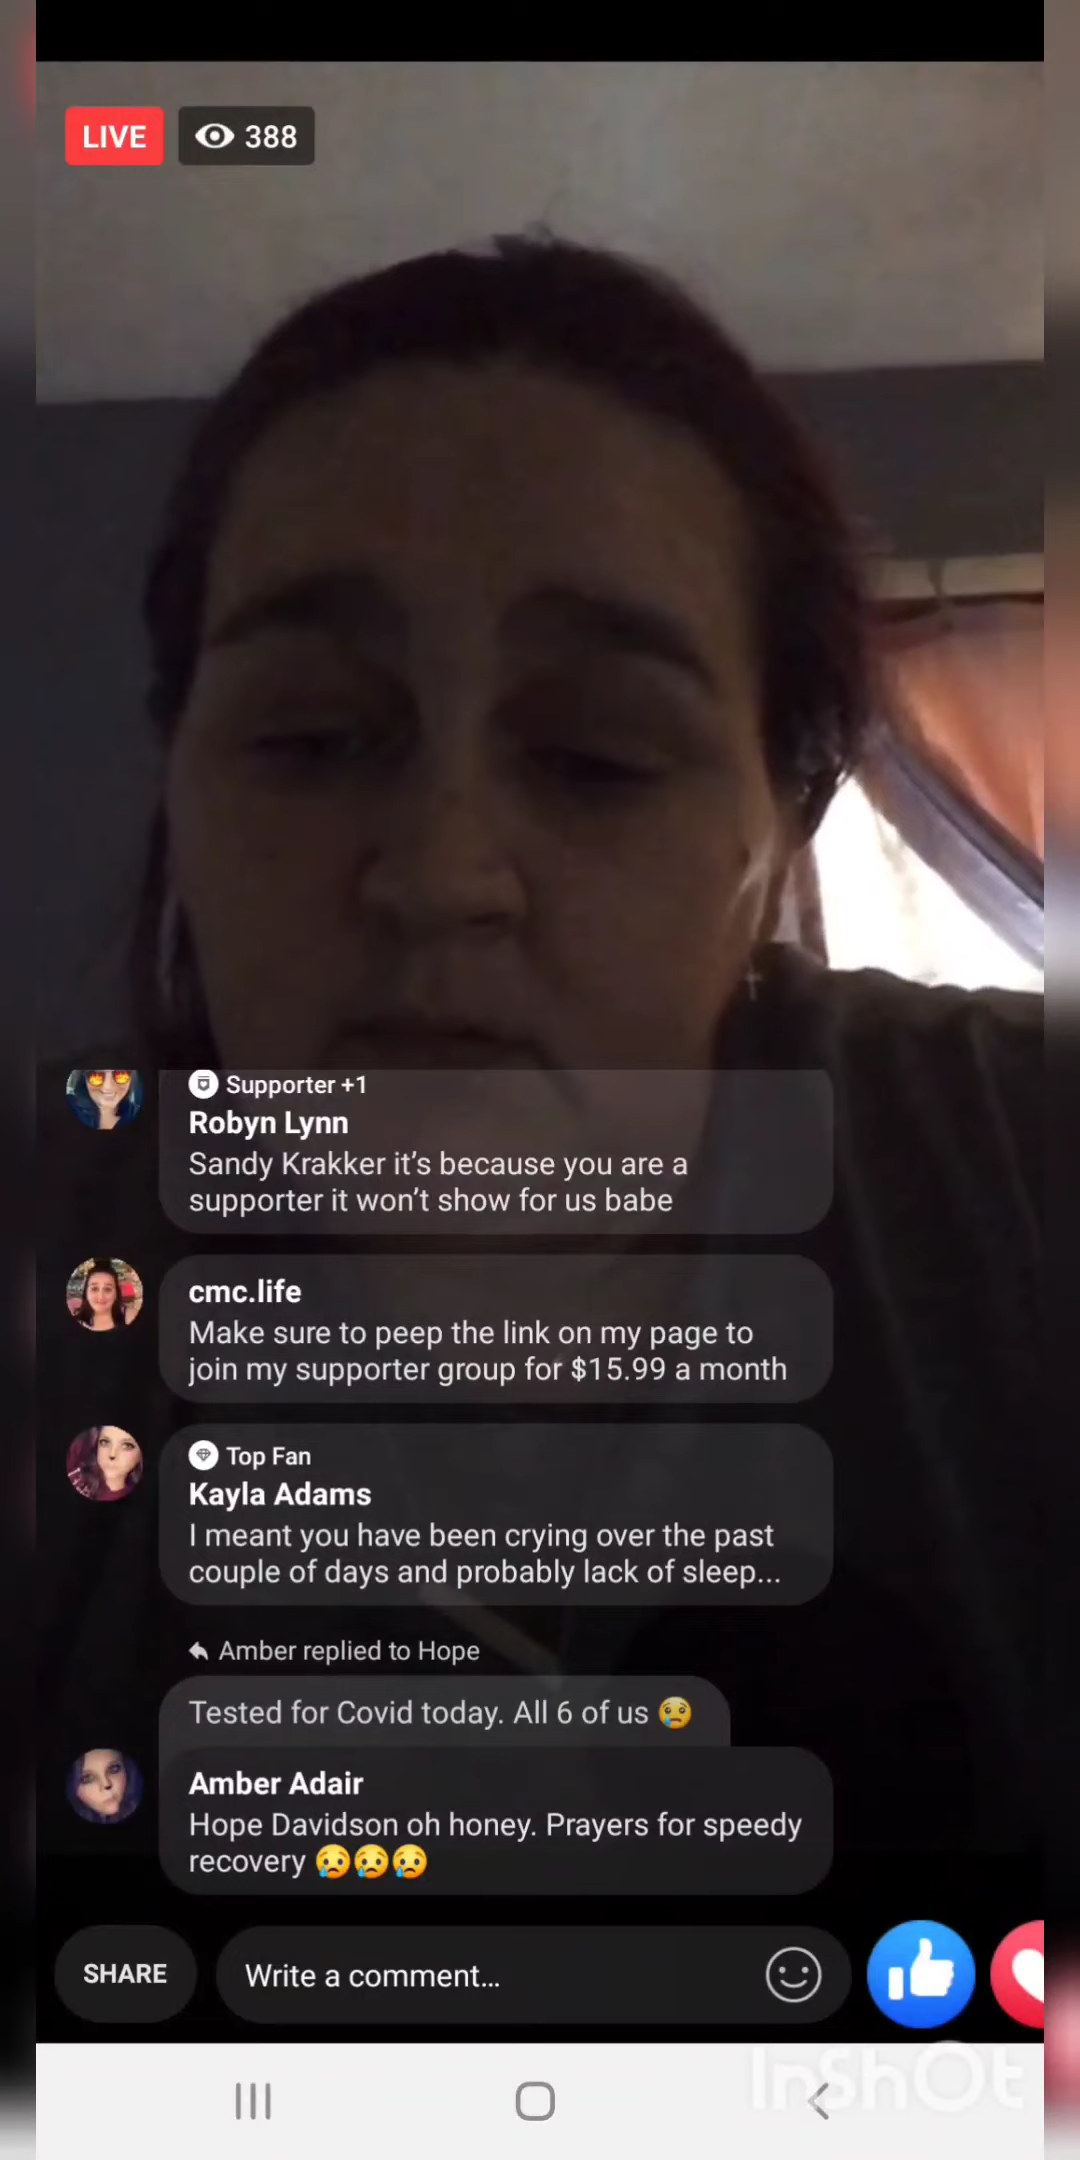 LIVE 388
Supporter +1
Robyn Lynn
Sandy Krakker it’s because you are a
supporter it won’t show for us babe
cmc.life
Make sure to peep the link on my page to
join my supporter group for $15.99 a month
Top Fan
Kayla Adams
I meant you have been crying over the past
couple of days and probably lack of sleep...
Amber replied to Hope
Tested for Covid today. All 6 of us 😢
Amber Adair
Hope Davidson oh honey. Prayers for speedy
recovery 😥😥😥
SHARE
Write a comment...
InShOt